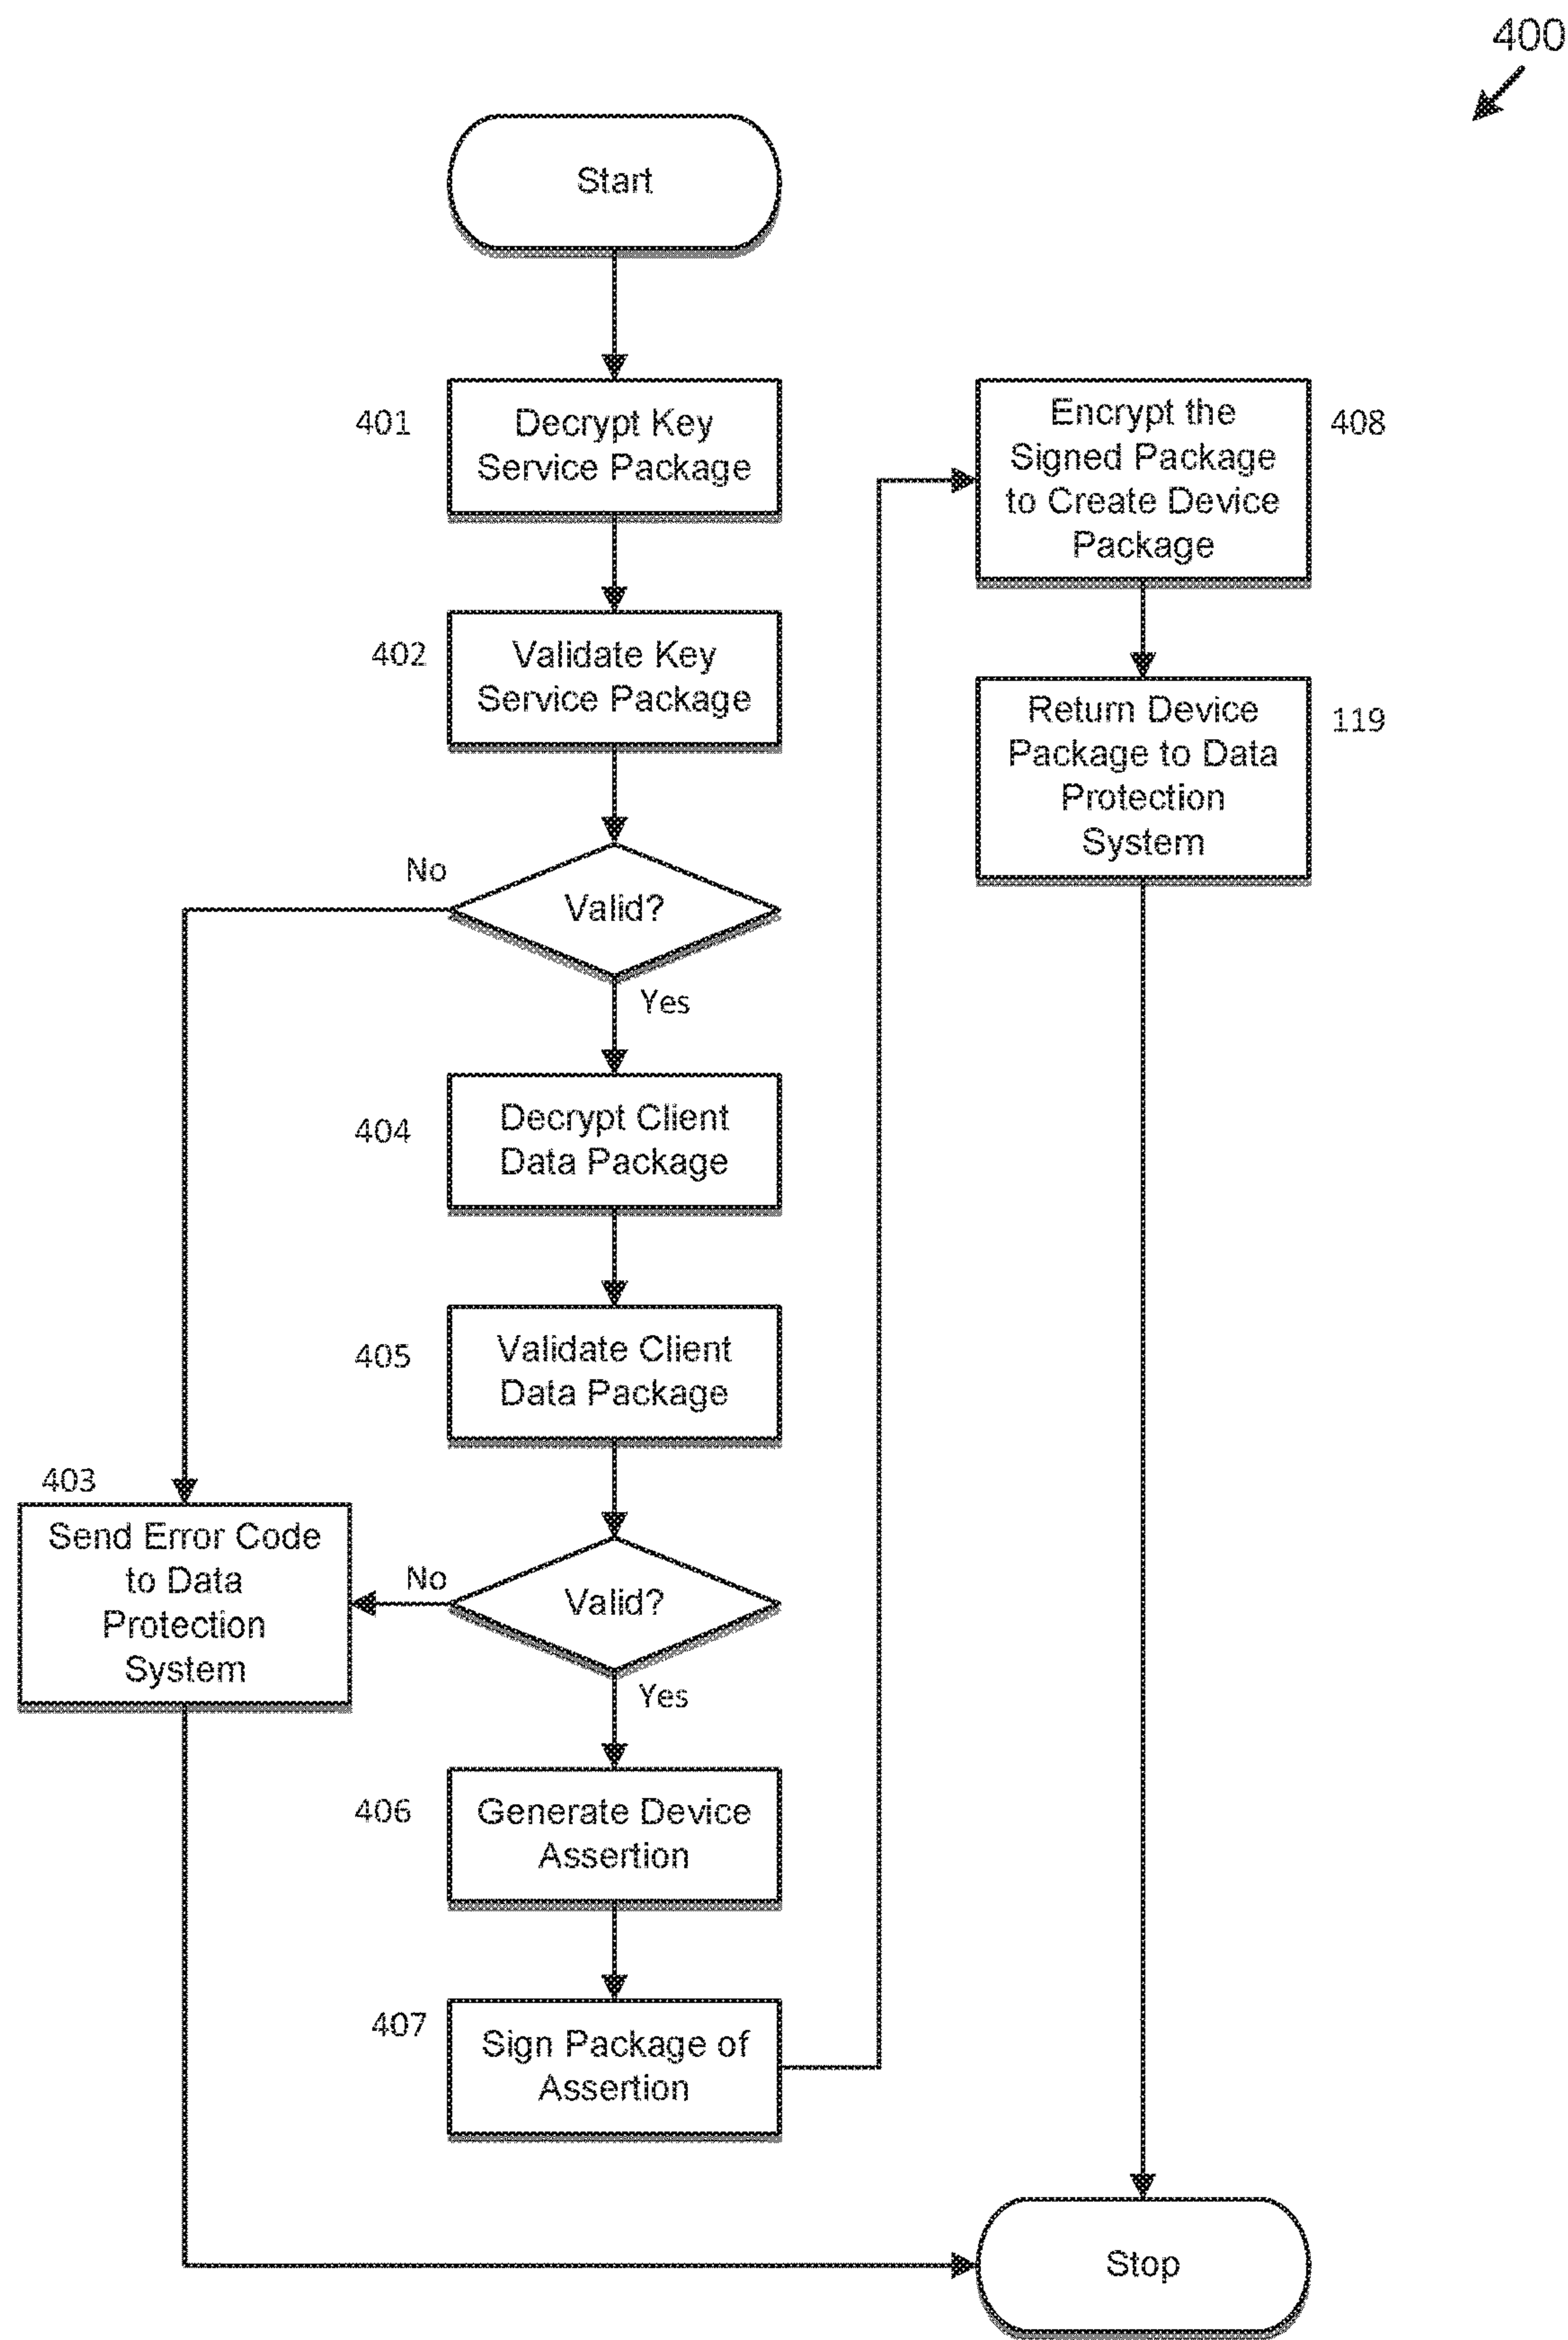 400
Start
401
Decrypt Key
Service Package
402
Validate Key
Service Package
Valid?
No
Yes
404
Decrypt Client
Data Package
405
Validate Client
Data Package
403
Send Error Code
to Data
Protection
System
No
Valid?
Yes
406
Generate Device
Assertion
407
Sign Package of
Assertion
Encrypt the
Signed Package
to Create Device
Package
408
Return Device
Package to Data
Protection
System
119
Stop